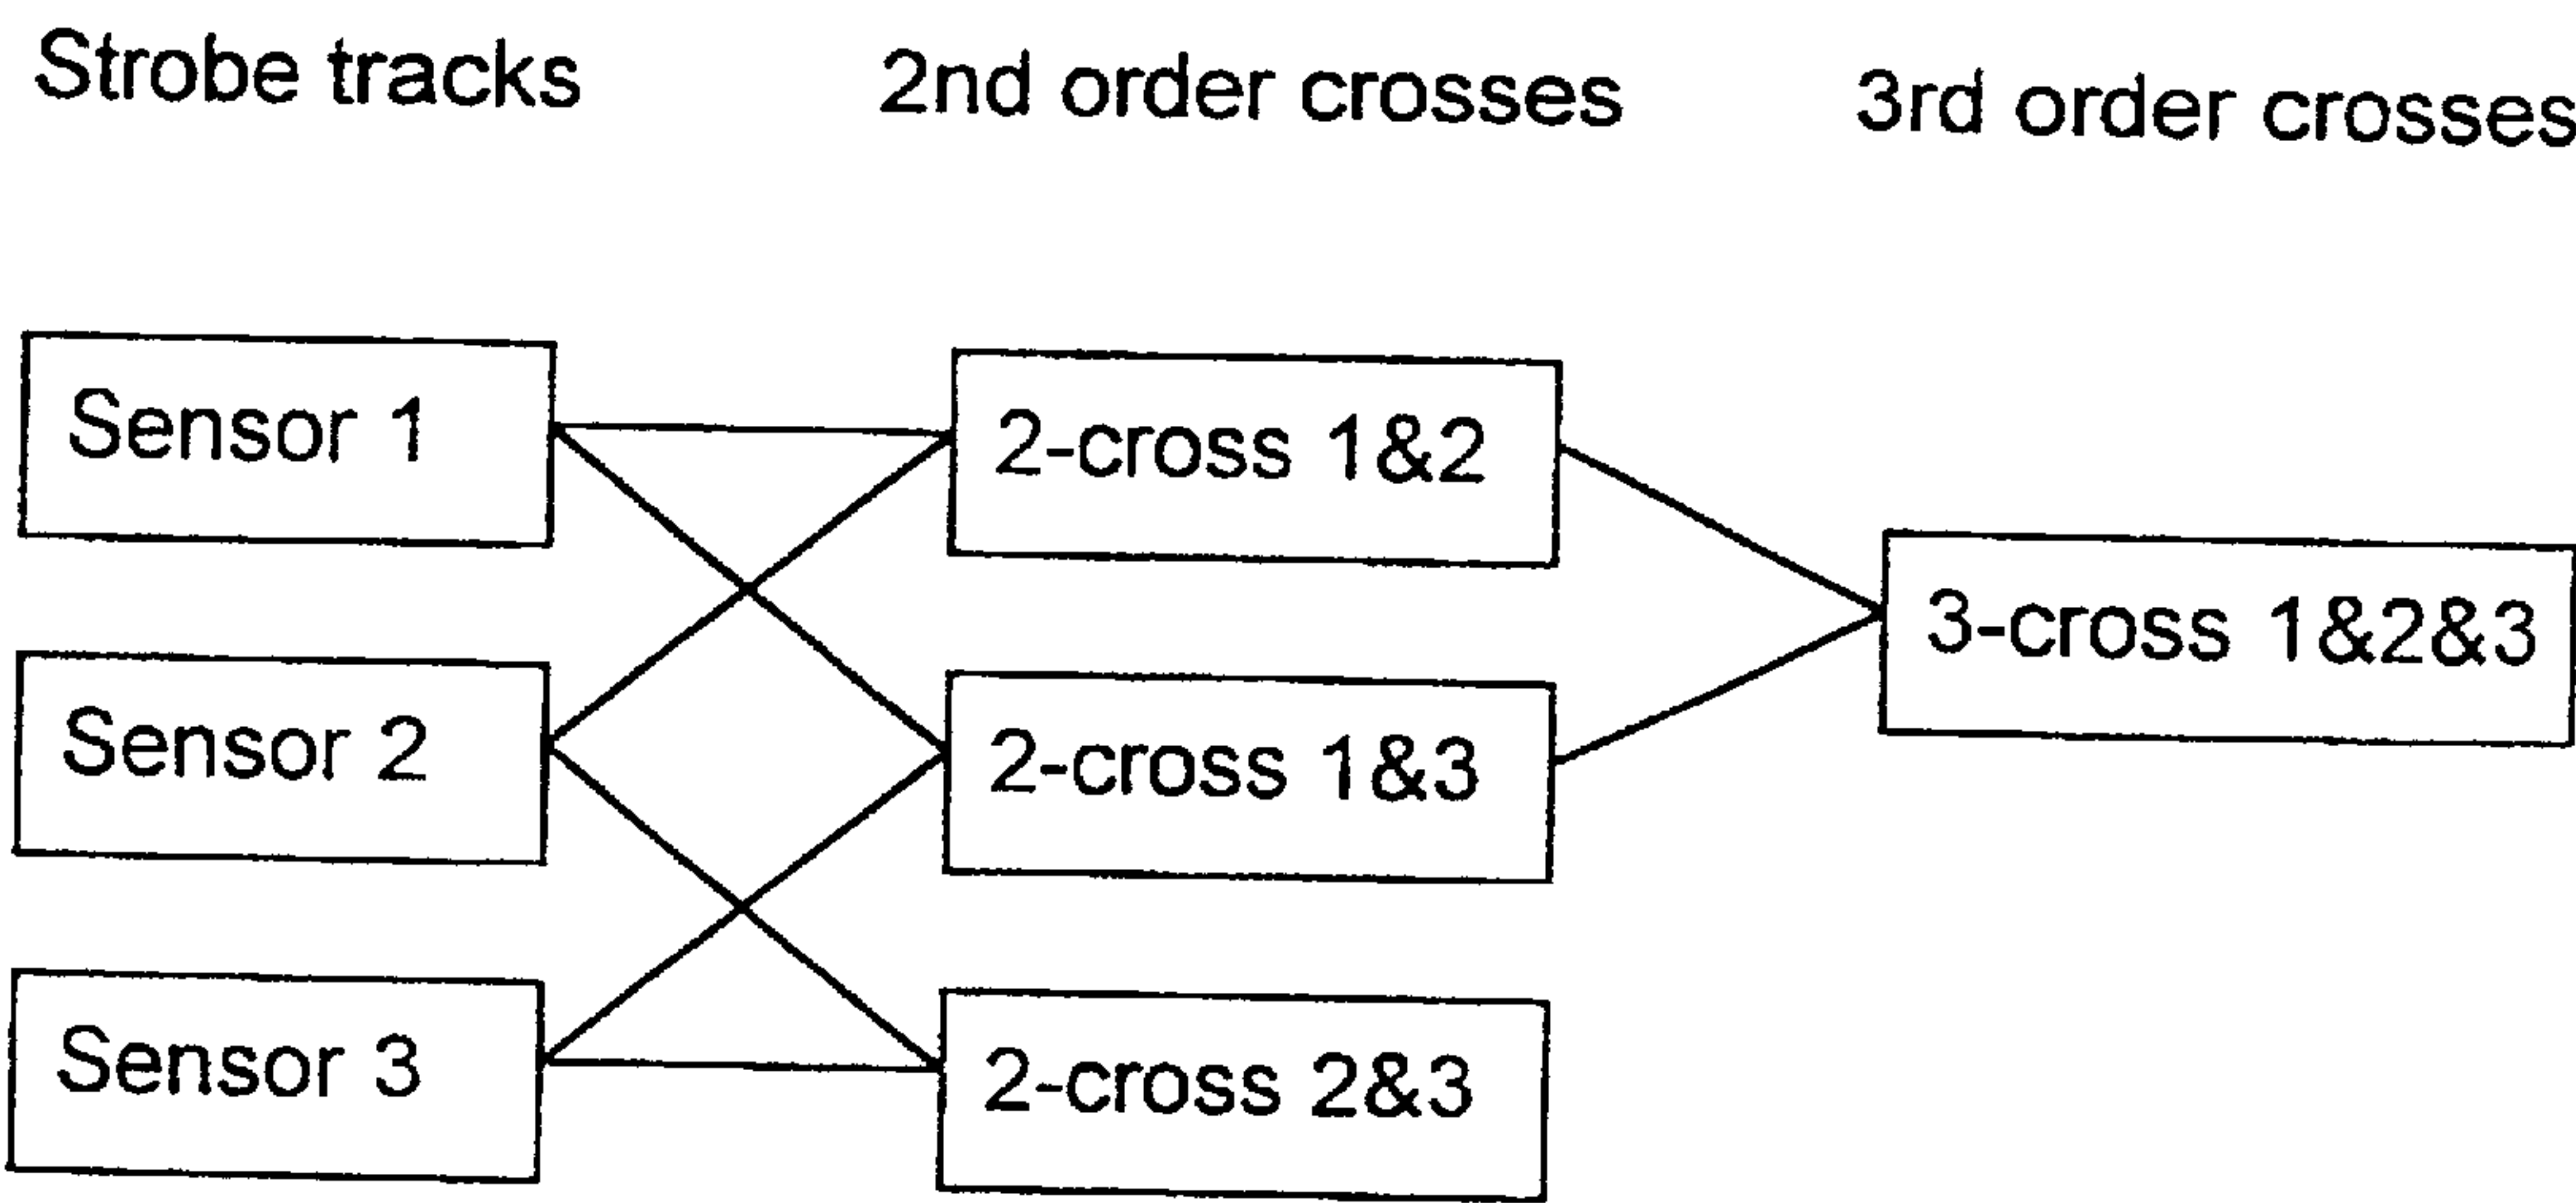 Strobe tracks
2nd order crosses
3rd order crosses
Sensor 1
2-cross 1&2
3-cross 1&2&3
Sensor 2
2-cross 1&3
Sensor 3
2-cross 2&3